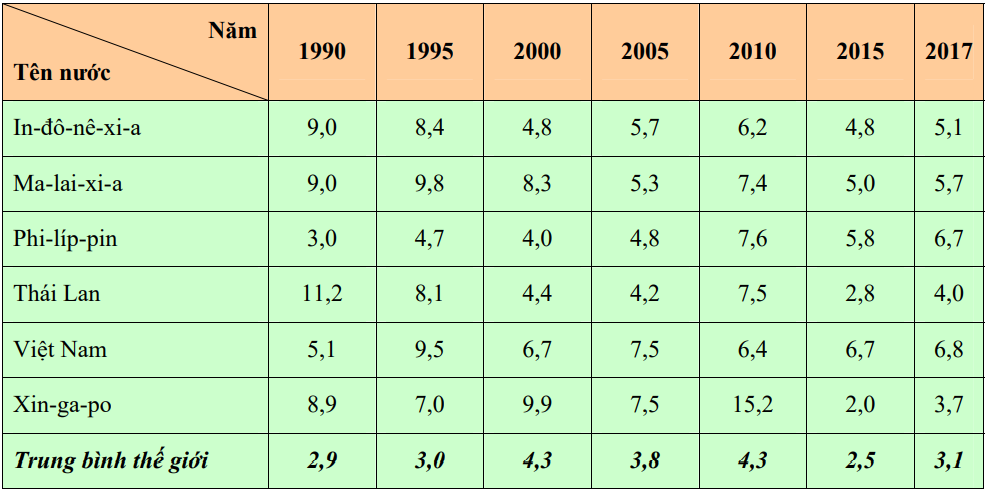 Năm
Tên nước
1990 1995 2000 2005 2010 2015 2017
In-đô-nê-xi-a 9,0 8,4 4,8 5,7 6,2 4,8 5,1
Ma-lai-xi-a 9,0 9,8 8,3 5,3 7,4 5,0 5,7
Phi-líp-pin 3,0 4,7 4,0 4,8 7,6 5,8 6,7
Thái Lan 11,2 8,1 4,4 4,2 7,5 2,8 4,0
Việt Nam 5,1 9,5 6,7 7,5 6,4 6,7 6,8
Xin-ga-po 8,9 7,0 9,9 7,5 15,2 2,0 3,7
Trung bình thế giới 2,9 3,0 4,3 3,8 4,3 2,5 3,1